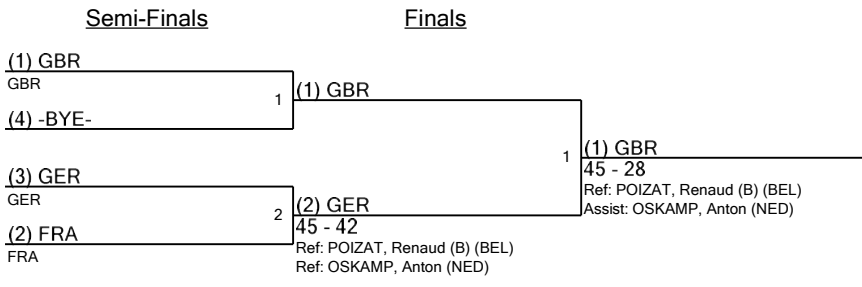 Semi-Finals
Finals
(1) GBR
GBR
1
(4) -BYE-
(1) GBR
(3) GER
GER
2
(2) FRA
FRA
(2) GER
45 - 42
Ref: POIZAT, Renaud (B) (BEL)
Ref: OSKAMP, Anton (NED)
1
(1) GBR
45 - 28
Ref: POIZAT, Renaud (B) (BEL)
Assist: OSKAMP, Anton (NED)